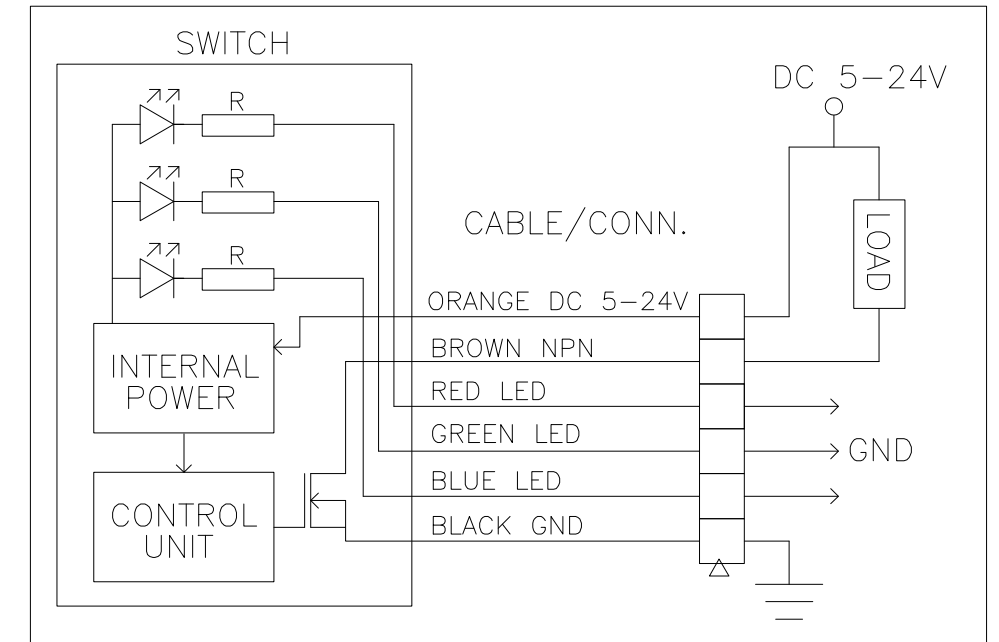 SWITCH
DC 5-24V
R
R
R
CABLE/CONN.
LOAD
ORANGE DC 5-24V
BROWN NPN
RED LED
GREEN LED
BLUE LED
BLACK GND
GND
INTERNAL
POWER
CONTROL
UNIT